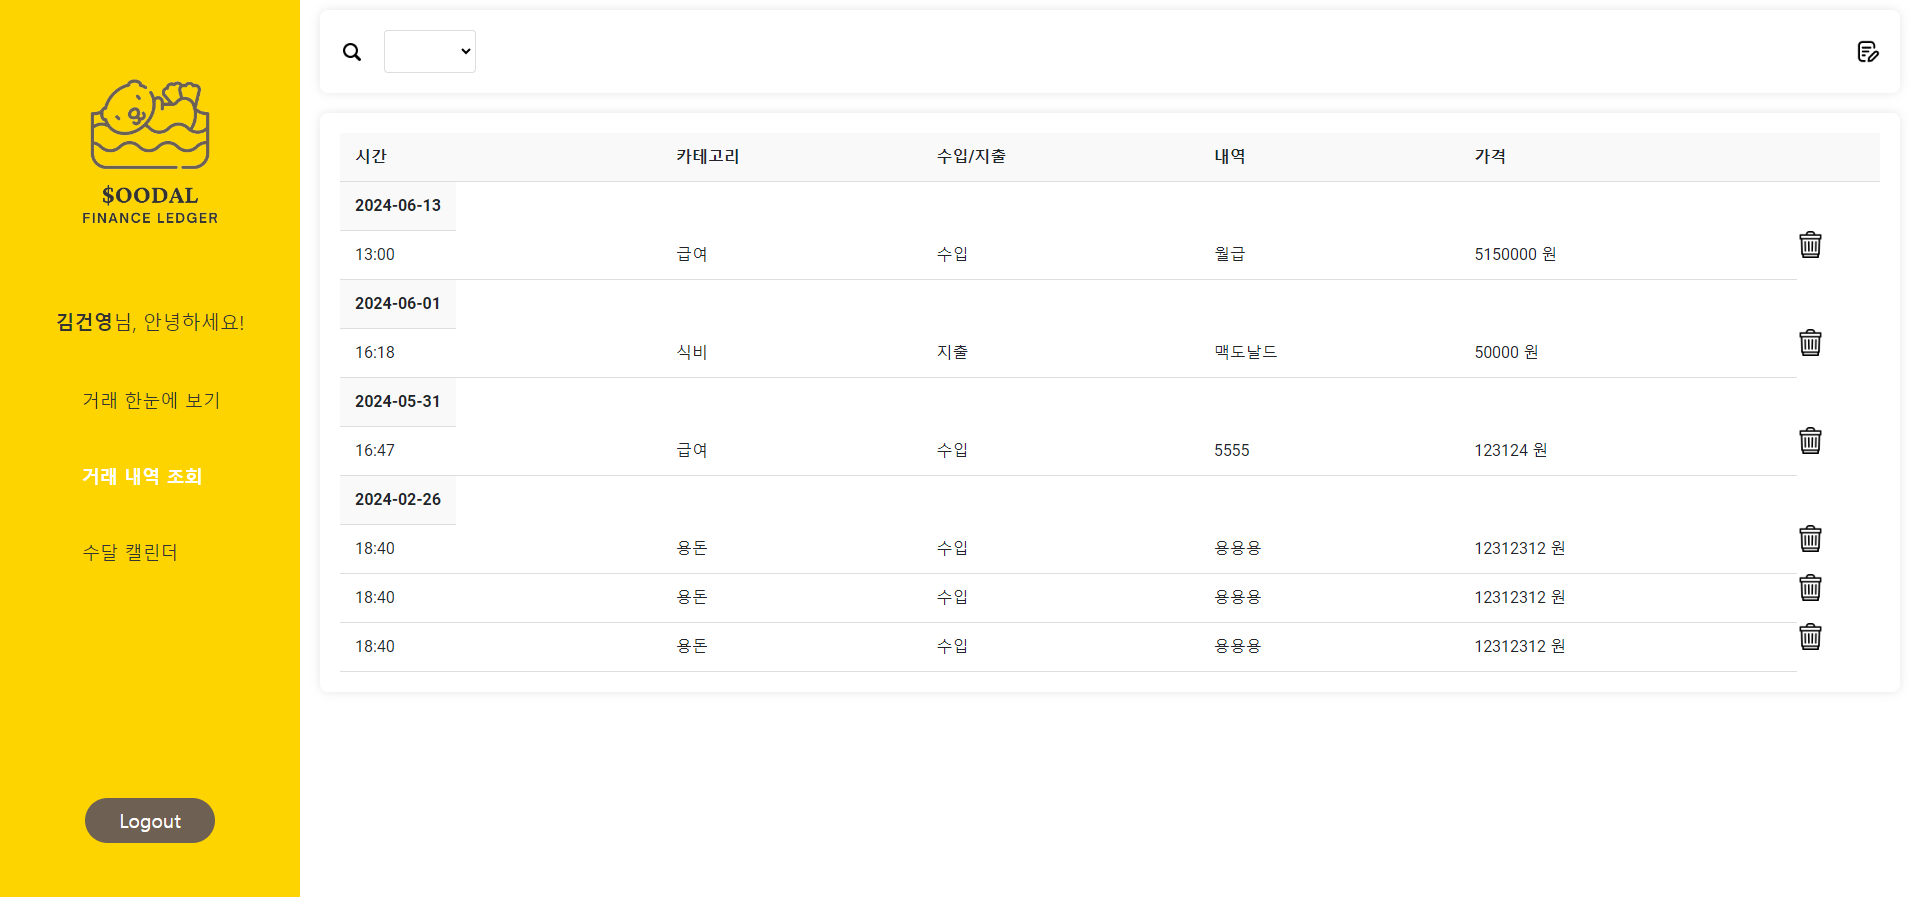 $OODAL
FINANCE LEDGER
김건영님, 안녕하세요!
거래 한눈에 보기
거래 내역 조회
수달 캘린더
Logout
시간 카테고리 수입/지출 내역 가격
2024-06-13
13:00 급여 수입 월급 5150000 원
2024-06-01
16:18 식비 지출 맥도날드 50000 원
2024-05-31
16:47 급여 수입 5555 123124 원
2024-02-26
18:40 용돈 수입 용용용 12312312 원
18:40 용돈 수입 용용용 12312312 원
18:40 용돈 수입 용용용 12312312 원